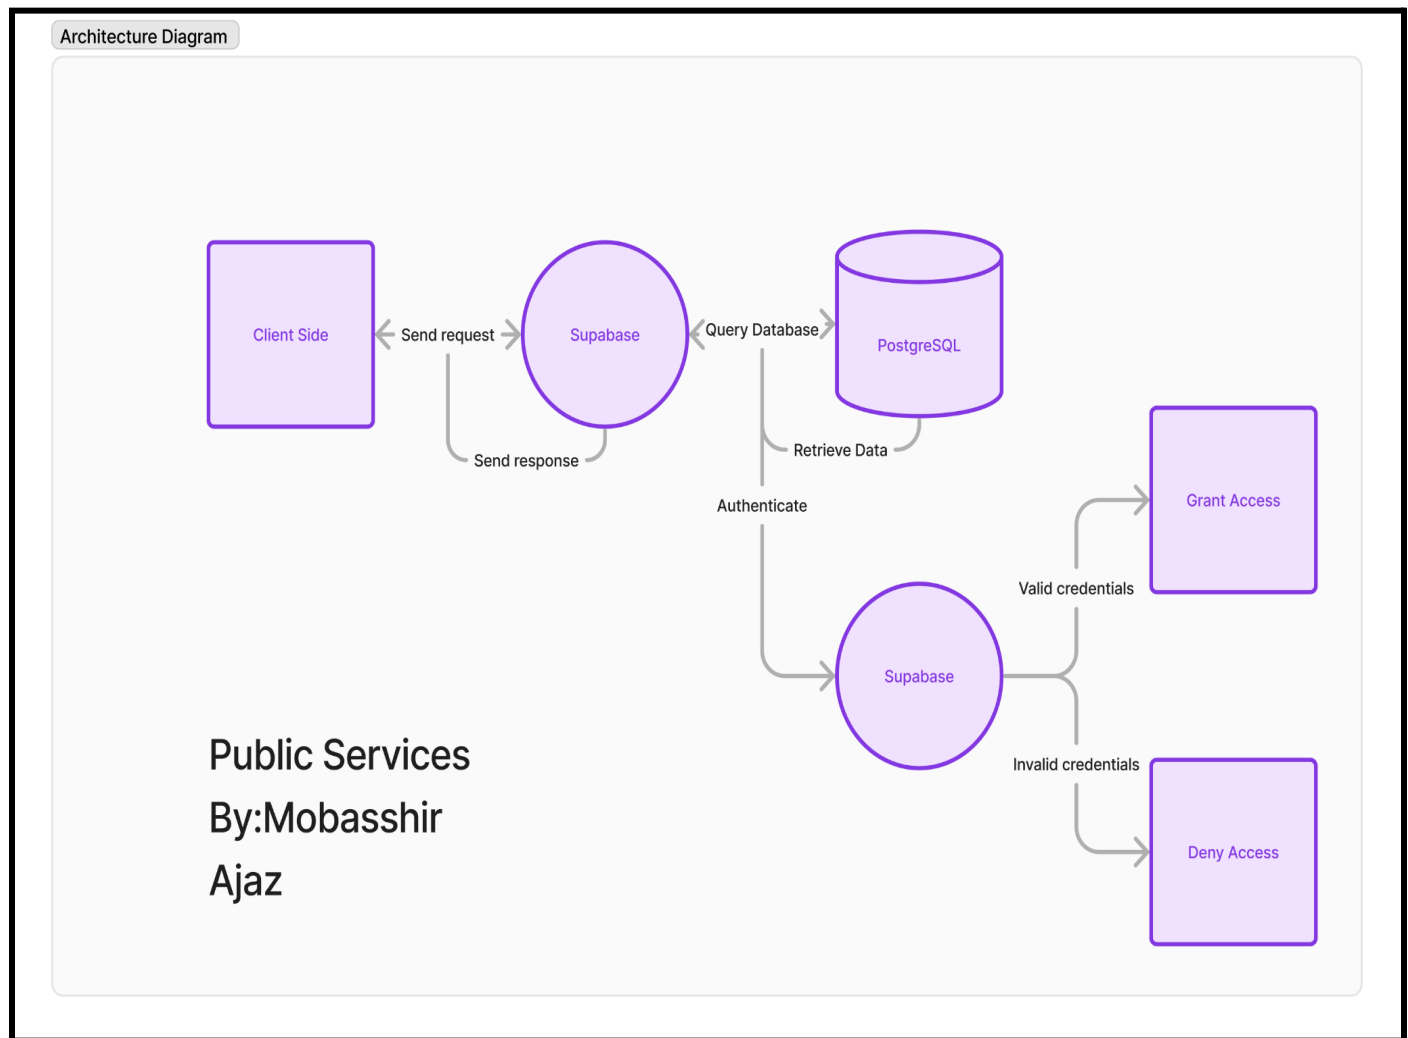 Architecture Diagram
Client Side
Send request
Supabase
Query Database
PostgreSQL
Send response
Retrieve Data
Authenticate
Grant Access
Valid credentials
Supabase
Invalid credentials
Deny Access
Public Services
By:Mobasshir
Ajaz